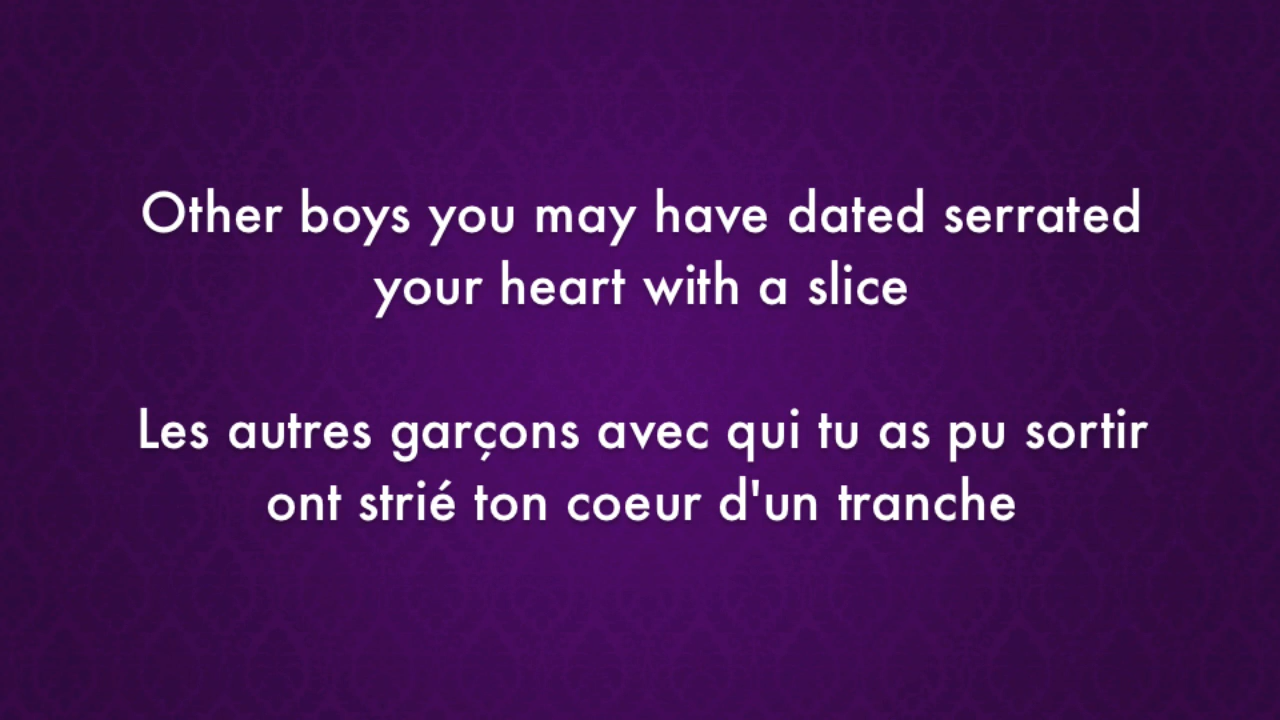 Other boys you may have dated serrated
your heart with a slice
Les autres garçons avec qui tu as pu sortir
ont strié ton coeur d'un tranche